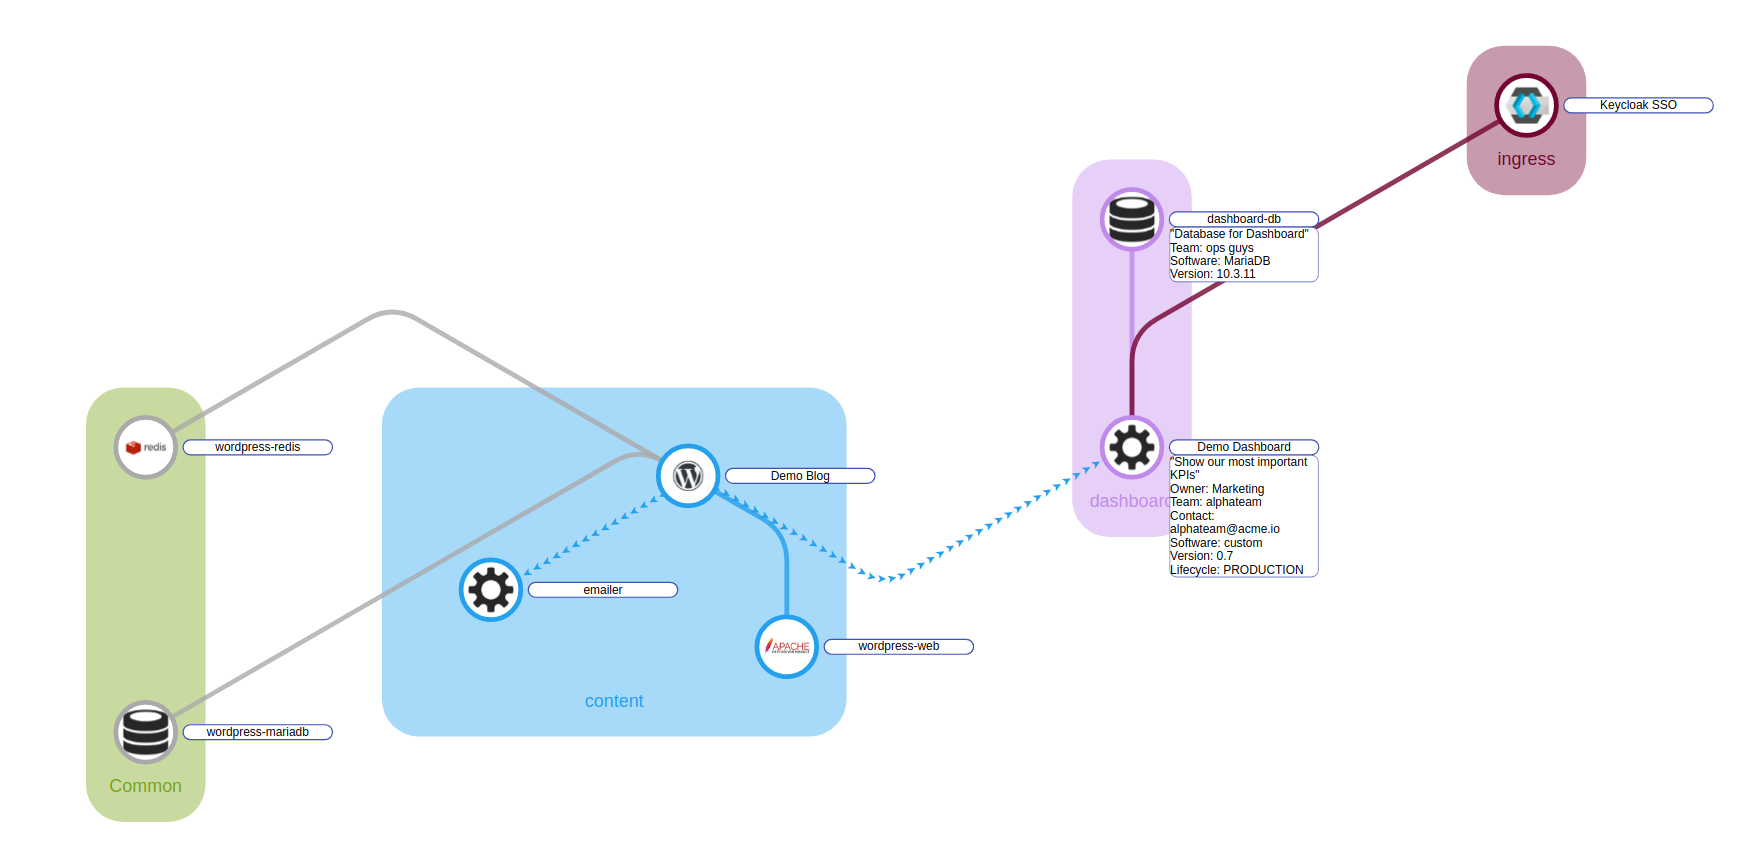 Keycloak SSO
ingress
dashboard-db
"Database for Dashboard"
Team: ops guys
Software: MariaDB
Version: 10.3.11
redis
wordpress-redis
Demo Blog
Demo Dashboard
"Show our most important
KPIs"
Owner: Marketing
Team: alphateam
Contact:
alphateam@acme.io
Software: custom
Version: 0.7
Lifecycle: PRODUCTION
dashboard
emailer
APACHE
wordpress-web
content
wordpress-mariadb
Common